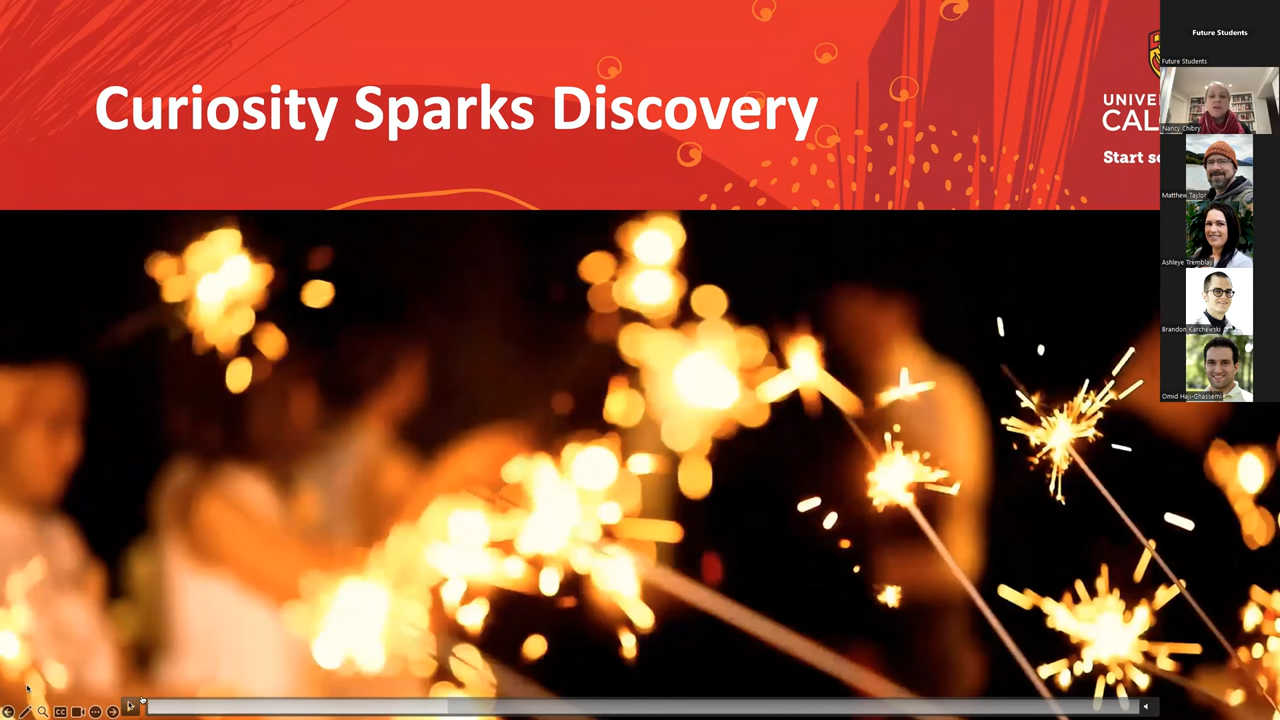 Curiosity Sparks Discovery
UNIVE
CAL
Start s
Future Students
Future Students
Nancy Chibry
Matthew Taylor
Ashleye Tremblay
Brandon Karchewski
Omid Haji-Ghassemi
CC